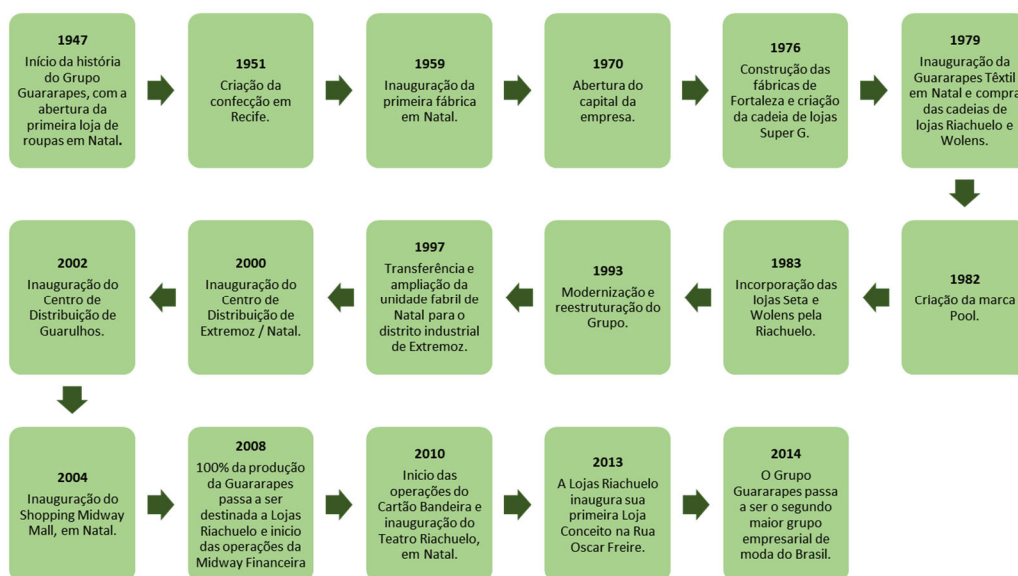 1947
Início da história
do Grupo
Guararapes, com a
abertura da
primeira loja de
roupas em Natal.
1951
Criação da
confecção em
Recife.
1959
Inauguração da
primeira fábrica
em Natal.
1970
Abertura do
capital da
empresa.
1976
Construção das
fábricas de
Fortaleza e criação
da cadeia de lojas
Super G.
1979
Inauguração da
Guararapes Têxtil
em Natal e compra
das cadeias de
lojas Riachuelo e
Wolens.
1982
Criação da marca
Pool.
1983
Incorporação das
lojas Seta e
Wolens pela
Riachuelo.
1993
Modernização e
reestruturação do
Grupo.
1997
Transferência e
ampliação da
unidade fabril de
Natal para o
distrito industrial
de Extremoz.
2000
Inauguração do
Centro de
Distribuição de
Extremoz / Natal.
2002
Inauguração do
Centro de
Distribuição de
Guarulhos.
2004
Inauguração do
Shopping Midway
Mall, em Natal.
2008
100% da produção
da Guararapes
passa a ser
destinada a Lojas
Riachuelo e inicio
das operações da
Midway Financeira
2010
Inicio das
operações do
Cartão Bandeira e
inauguração do
Teatro Riachuelo,
em Natal.
2013
A Lojas Riachuelo
inaugura sua
primeira Loja
Conceito na Rua
Oscar Freire.
2014
O Grupo
Guararapes passa
a ser o segundo
maior grupo
empresarial de
moda do Brasil.